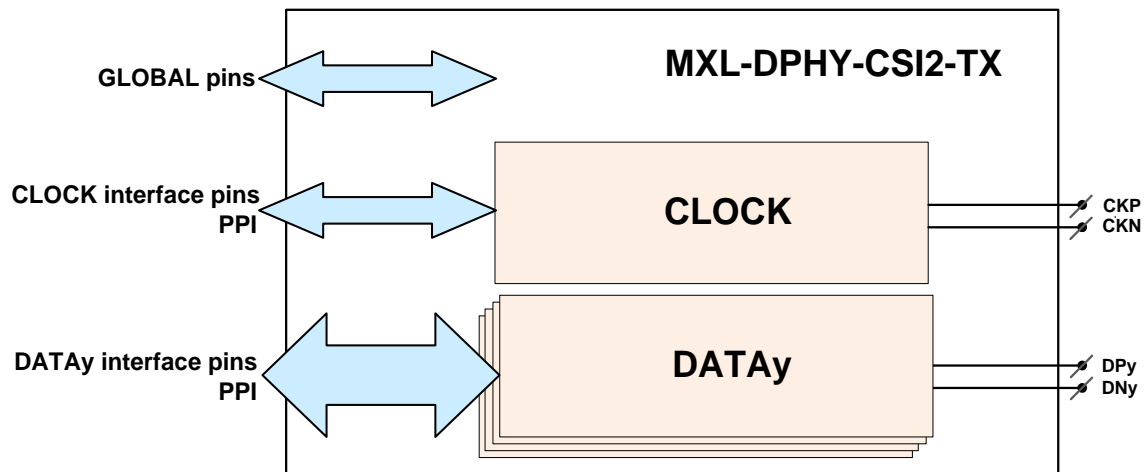 MXL-DPHY-CSI2-TX
GLOBAL pins
CLOCK interface pins
PPI
CLOCK
CKP
CKN
DATAy interface pins
PPI
DATAy
DPy
DNy